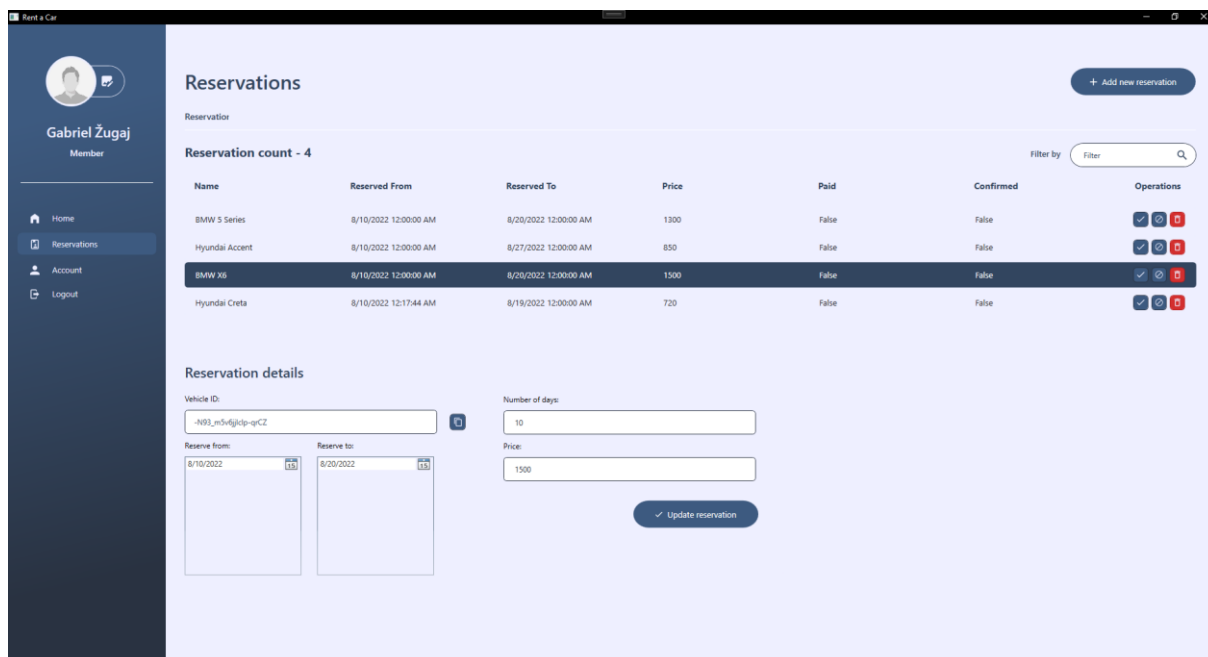 Rent a Car
Gabriel Žugaj
Member
Home
Reservations
Account
Logout
Reservations
+ Add new reservation
Reservatior
Reservation count - 4
Filter by
Filter
Name Reserved From Reserved To Price Paid Confirmed Operations
BMW 5 Series 8/10/2022 12:00:00 AM 8/20/2022 12:00:00 AM 1300 False False
Hyundai Accent 8/10/2022 12:00:00 AM 8/27/2022 12:00:00 AM 850 False False
BMW X6 8/10/2022 12:00:00 AM 8/20/2022 12:00:00 AM 1500 False False
Hyundai Creta 8/10/2022 12:17:44 AM 8/19/2022 12:00:00 AM 720 False False
Reservation details
Vehicle ID: Number of days:
10
Reserve from: Reserve to: Price:
8/10/2022 15 8/20/2022 15
1500
Update reservation